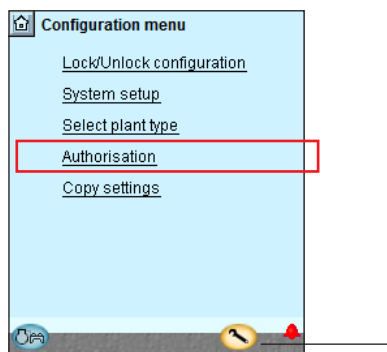 Configuration menu
Lock/Unlock configuration
System setup
Select plant type
Authorisation
Copy settings